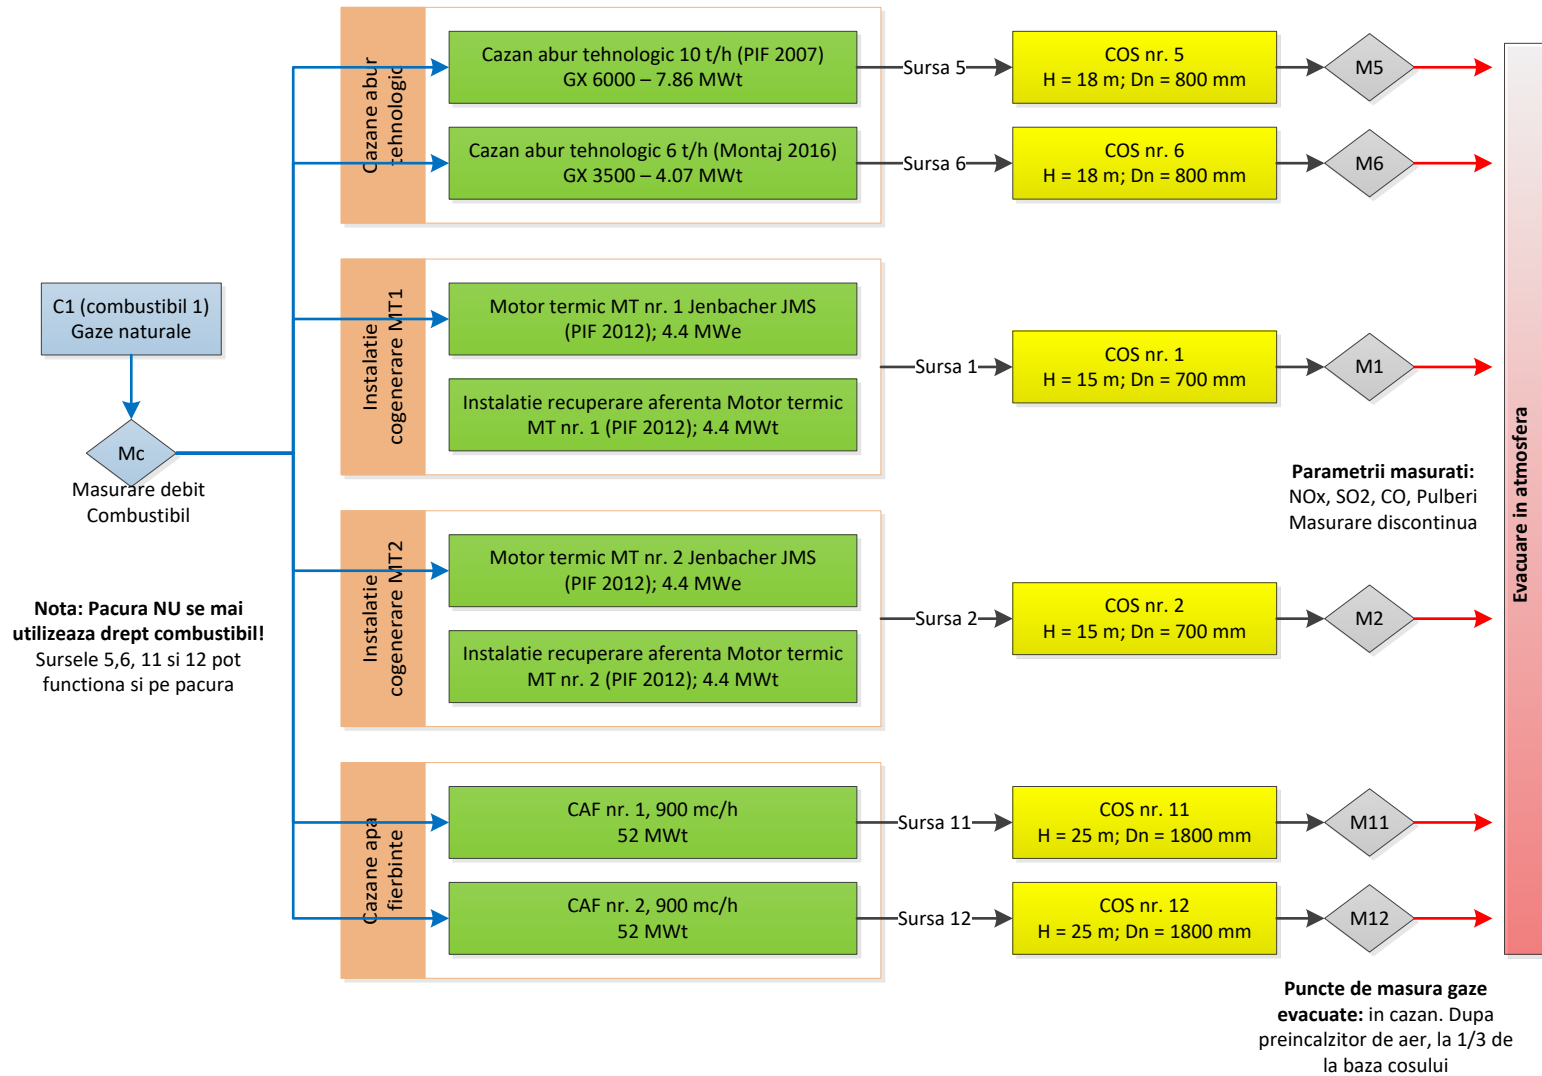 Cazane abur
tehnologic
Cazan abur tehnologic 10 t/h (PIF 2007)
GX 6000 – 7.86 MWt
Sursa 5
COS nr. 5
H = 18 m; Dn = 800 mm
M5
Cazan abur tehnologic 6 t/h (Montaj 2016)
GX 3500 – 4.07 MWt
Sursa 6
COS nr. 6
H = 18 m; Dn = 800 mm
M6
C1 (combustibil 1)
Gaze naturale
Mc
Masurare debit
Combustibil
Instalatie
cogenerare MT1
Motor termic MT nr. 1 Jenbacher JMS
(PIF 2012); 4.4 MWe
Instalatie recuperare aferenta Motor termic
MT nr. 1 (PIF 2012); 4.4 MWt
Sursa 1
COS nr. 1
H = 15 m; Dn = 700 mm
M1
Parametrii masurati:
NOx, SO2, CO, Pulberi
Masurare discontinua
Evacuare in atmosfera
Nota: Pacura NU se mai
utilizeaza drept combustibil!
Sursele 5,6, 11 si 12 pot
functiona si pe pacura
Instalatie
cogenerare MT2
Motor termic MT nr. 2 Jenbacher JMS
(PIF 2012); 4.4 MWe
Instalatie recuperare aferenta Motor termic
MT nr. 2 (PIF 2012); 4.4 MWt
Sursa 2
COS nr. 2
H = 15 m; Dn = 700 mm
M2
Cazane apa
fierbinte
CAF nr. 1, 900 mc/h
52 MWt
Sursa 11
COS nr. 11
H = 25 m; Dn = 1800 mm
M11
CAF nr. 2, 900 mc/h
52 MWt
Sursa 12
COS nr. 12
H = 25 m; Dn = 1800 mm
M12
Puncte de masura gaze
evacuate: in cazan. Dupa
preincalzitor de aer, la 1/3 de
la baza cosului